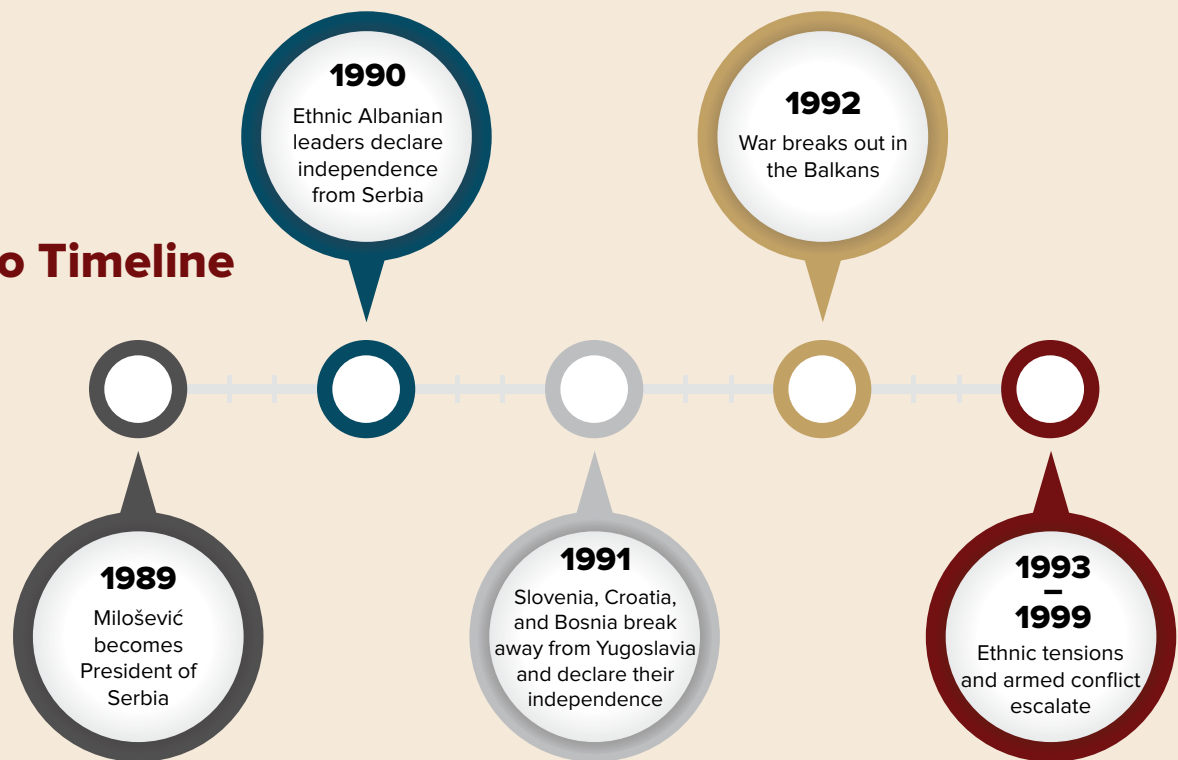 o Timeline
1990
Ethnic Albanian
leaders declare
independence
from Serbia
1992
War breaks out in
the Balkans
1989
Milošević
becomes
President of
Serbia
1991
Slovenia, Croatia,
and Bosnia break
away from Yugoslavia
and declare their
independence
1993
–
1999
Ethnic tensions
and armed conflict
escalate